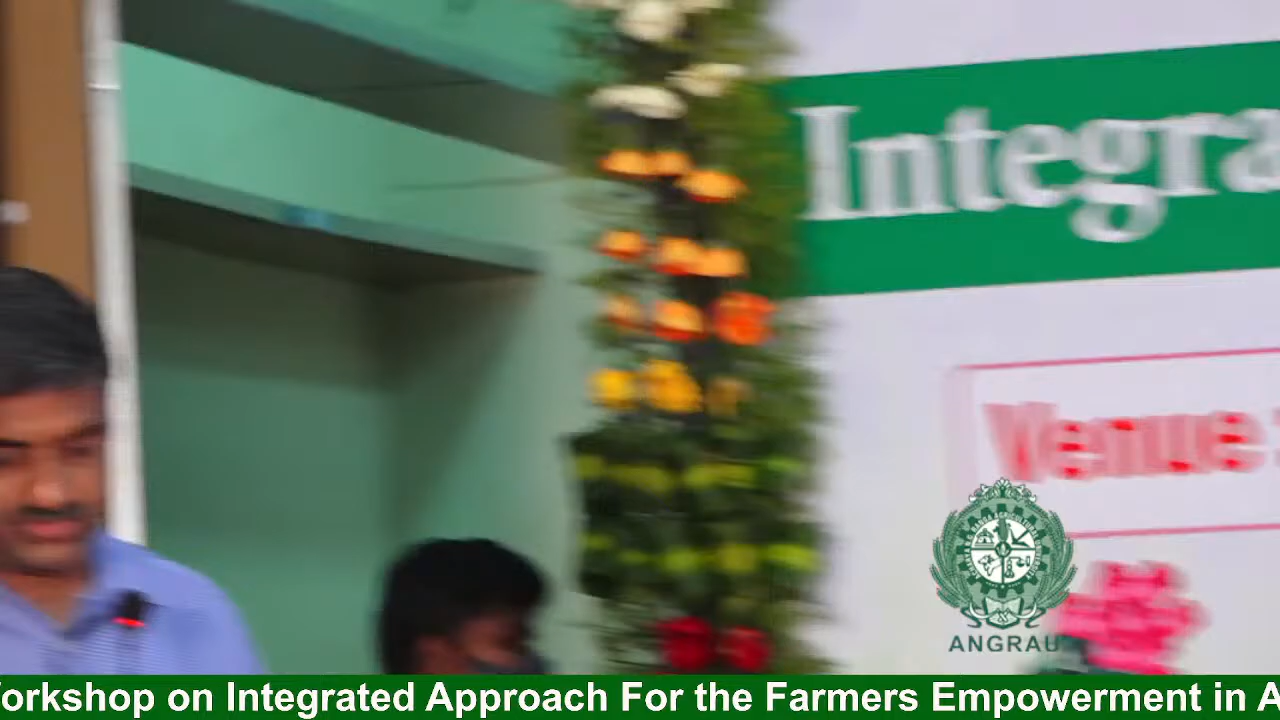 Integra
Venue :
ANGRAU
orkshop on Integrated Approach For the Farmers Empowerment in A